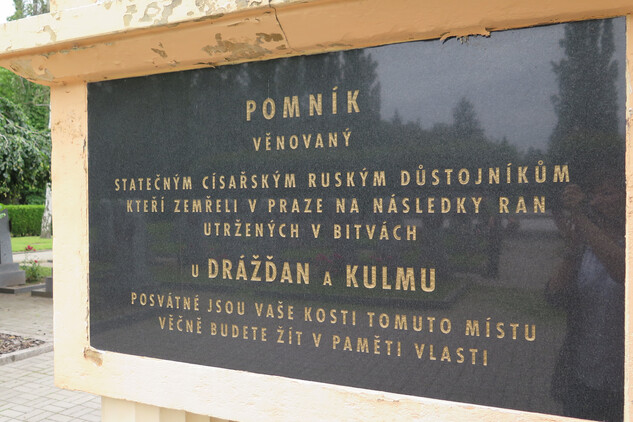 POMNÍK
VĚNOVANÝ
STATEČNÝM CÍSAŘSKÝM RUSKÝM DŮSTOJNÍKŮM
KTEŘÍ ZEMŘELI V PRAZE NA NÁSLEDKY RAN
UTRŽENÝCH V BITVÁCH
U DRÁŽĎAN A KULMU
POSVÁTNÉ JSOU VAŠE KOSTI TOMUTO MÍSTU
VĚČNĚ BUDETE ŽÍT V PAMĚTI VLASTI